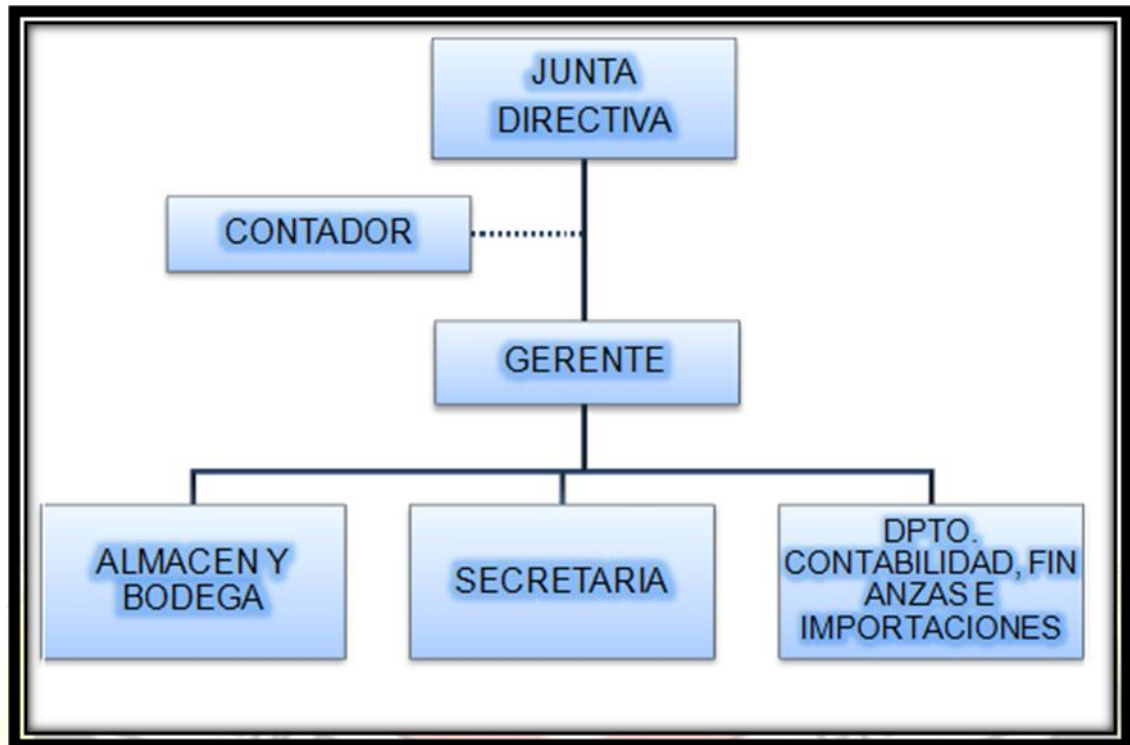 JUNTA
DIRECTIVA
CONTADOR
GERENTE
ALMACEN Y
BODEGA
SECRETARIA
DPTO.
CONTABILIDAD, FIN
ANZAS E
IMPORTACIONES